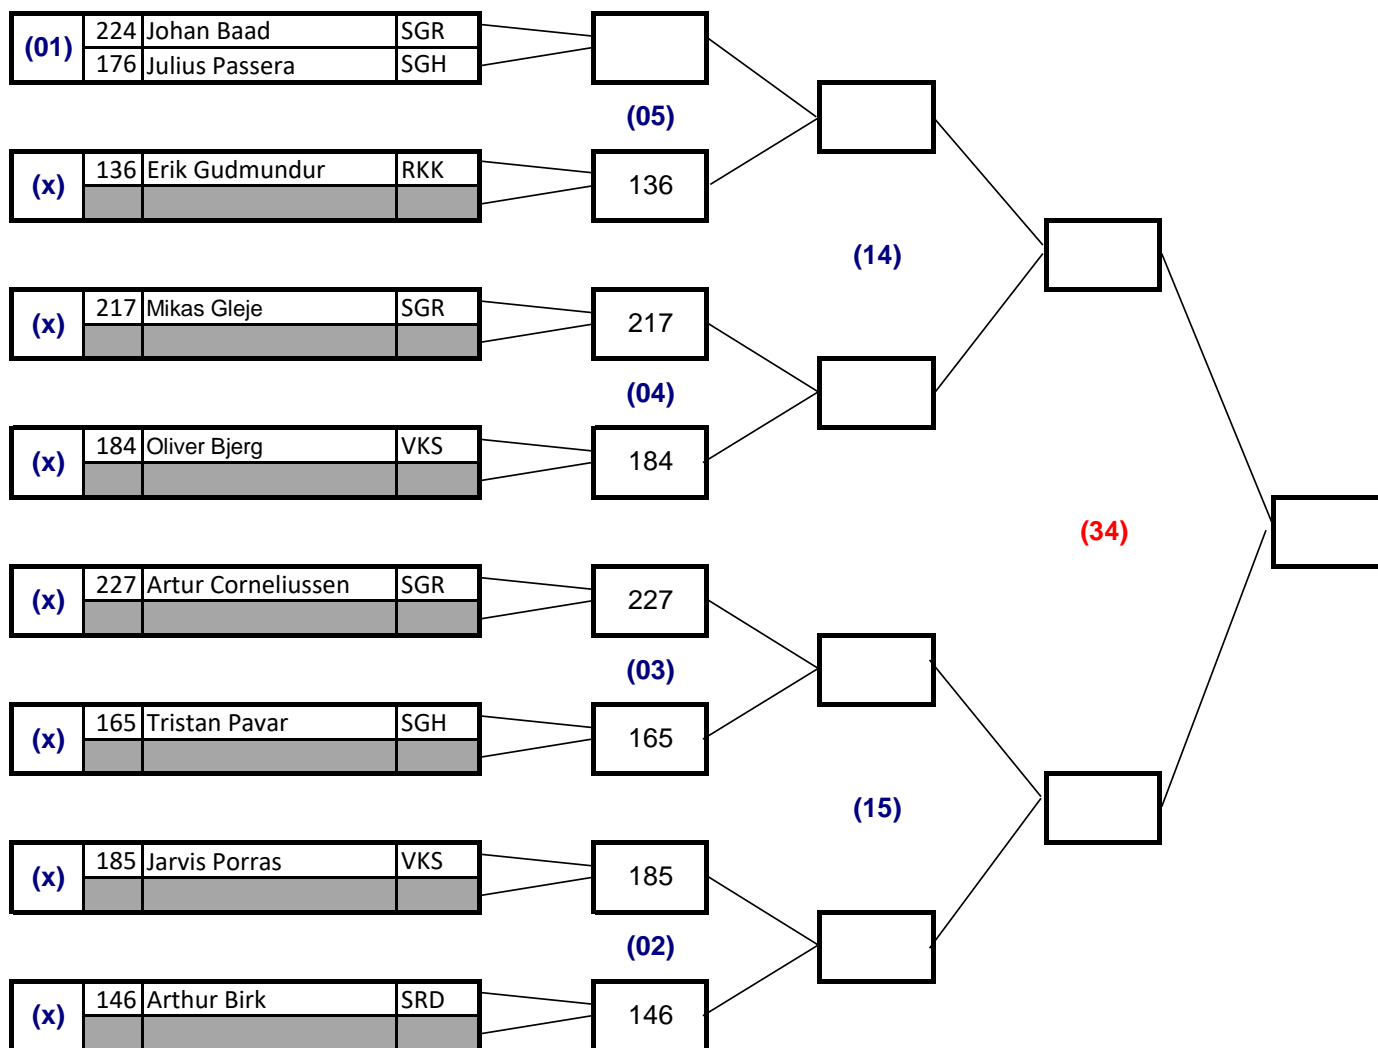 (01) 224 Johan Baad SGR
176 Julius Passera SGH
(05)
(x) 136 Erik Gudmundur RKK 136
(14)
(x) 217 Mikas Gleje SGR 217
(04)
(x) 184 Oliver Bjerg VKS 184
(34)
(x) 227 Artur Corneliussen SGR 227
(03)
(x) 165 Tristan Pavar SGH 165
(15)
(x) 185 Jarvis Porras VKS 185
(02)
(x) 146 Arthur Birk SRD 146